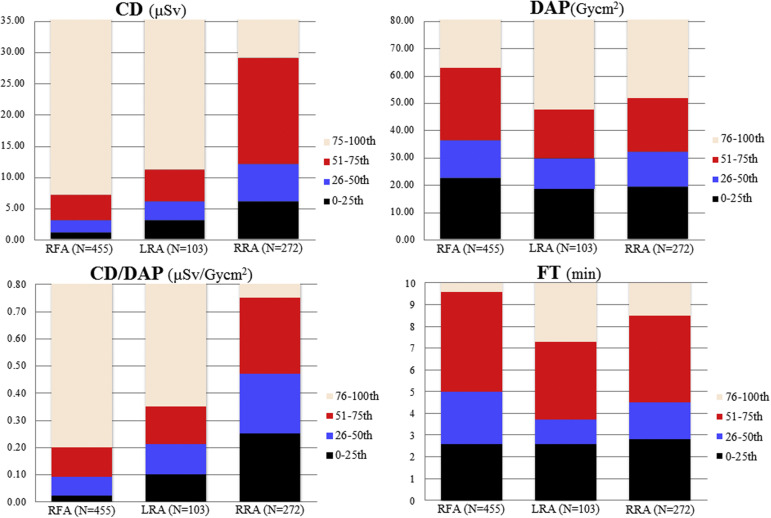 CD (µSv)
35.00
30.00
25.00
20.00
15.00
10.00
5.00
0.00
RFA (N=455) LRA (N=103) RRA (N=272)
75-100th
51-75th
26-50th
0-25th
DAP(Gycm²)
80.00
70.00
60.00
50.00
40.00
30.00
20.00
10.00
0.00
RFA (N=455) LRA (N=103) RRA (N=272)
76-100th
51-75th
26-50th
0-25th
CD/DAP (µSv/Gycm²)
0.80
0.70
0.60
0.50
0.40
0.30
0.20
0.10
0.00
RFA (N=455) LRA (N=103) RRA (N=272)
76-100th
51-75th
26-50th
0-25th
FT (min)
10
9
8
7
6
5
4
3
2
1
0
RFA (N=455) LRA (N=103) RRA (N=272)
76-100th
51-75th
26-50th
0-25th